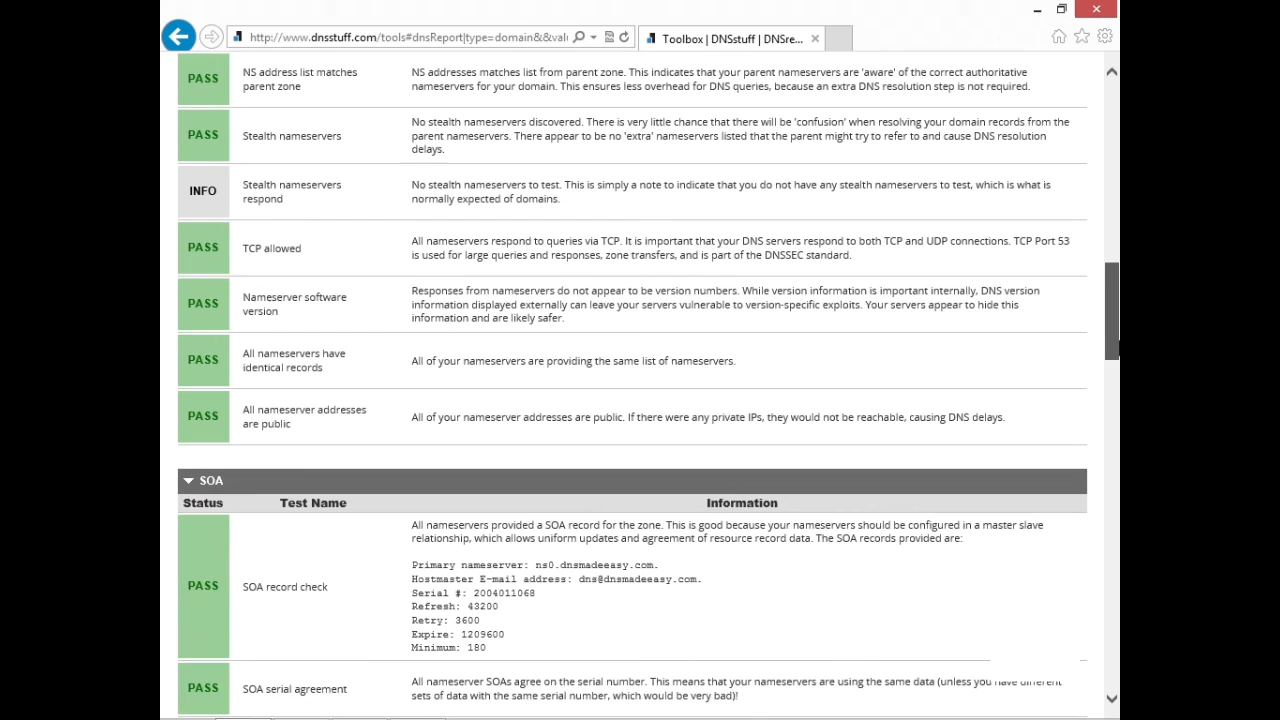 http://www.dnsstuff.com/tools#dnsReport|type=domain&&valu
Toolbox | DNSstuff | DNSre...
PASS
NS address list matches
parent zone
NS addresses matches list from parent zone. This indicates that your parent nameservers are 'aware' of the correct authoritative
nameservers for your domain. This ensures less overhead for DNS queries, because an extra DNS resolution step is not required.
PASS
Stealth nameservers
No stealth nameservers discovered. There is very little chance that there will be 'confusion' when resolving your domain records from the
parent nameservers. There appear to be no 'extra' nameservers listed that the parent might try to refer to and cause DNS resolution
delays.
INFO
Stealth nameservers
respond
No stealth nameservers to test. This is simply a note to indicate that you do not have any stealth nameservers to test, which is what is
normally expected of domains.
PASS
TCP allowed
All nameservers respond to queries via TCP. It is important that your DNS servers respond to both TCP and UDP connections. TCP Port 53
is used for large queries and responses, zone transfers, and is part of the DNSSEC standard.
PASS
Nameserver software
version
Responses from nameservers do not appear to be version numbers. While version information is important internally, DNS version
information displayed externally can leave your servers vulnerable to version-specific exploits. Your servers appear to hide this
information and are likely safer.
PASS
All nameservers have
identical records
All of your nameservers are providing the same list of nameservers.
PASS
All nameserver addresses
are public
All of your nameserver addresses are public. If there were any private IPs, they would not be reachable, causing DNS delays.
SOA
Status Test Name Information
PASS
SOA record check
All nameservers provided a SOA record for the zone. This is good because your nameservers should be configured in a master slave
relationship, which allows uniform updates and agreement of resource record data. The SOA records provided are:
Primary nameserver: ns0.dnsmadeeasy.com.
Hostmaster E-mail address: dns@dnsmadeeasy.com.
Serial #: 2004011068
Refresh: 43200
Retry: 3600
Expire: 1209600
Minimum: 180
PASS
SOA serial agreement
All nameserver SOAs agree on the serial number. This means that your nameservers are using the same data (unless you have different
sets of data with the same serial number, which would be very bad)!